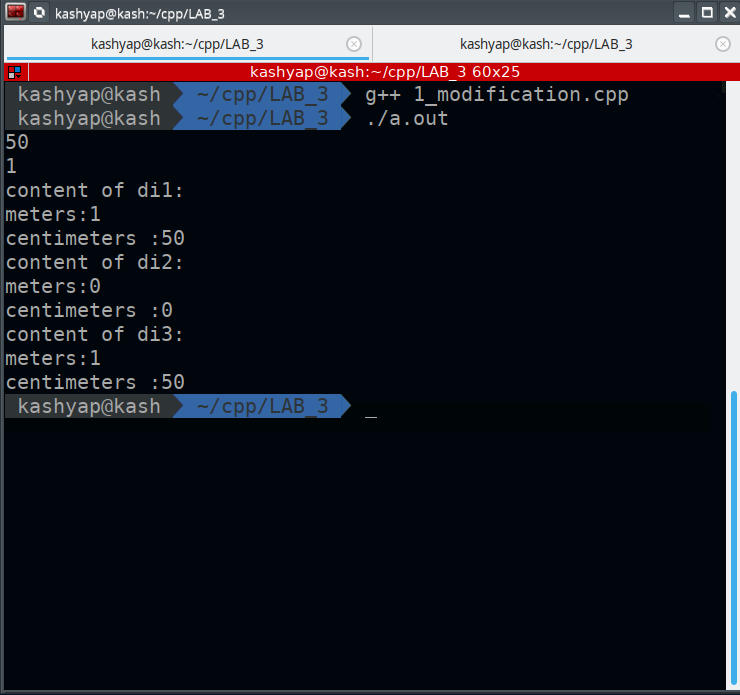 kashyap@kash:~/cpp/LAB_3
kashyap@kash:~/cpp/LAB_3 kashyap@kash:~/cpp/LAB_3
kashyap@kash:~/cpp/LAB_3 60x25
kashyap@kash ~/cpp/LAB_3 g++ 1_modification.cpp
kashyap@kash ~/cpp/LAB_3 ./a.out
50
1
content of di1:
meters:1
centimeters :50
content of di2:
meters:0
centimeters :0
content of di3:
meters:1
centimeters :50
kashyap@kash ~/cpp/LAB_3 _